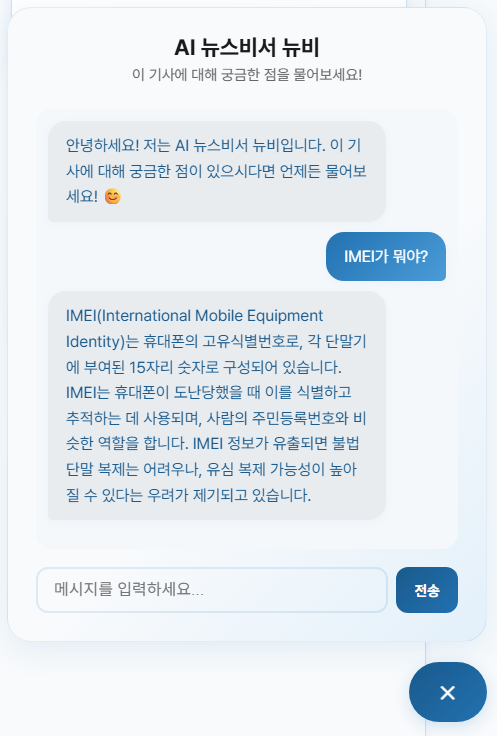 AI 뉴스비서 뉴비
이 기사에 대해 궁금한 점을 물어보세요!
안녕하세요! 저는 AI 뉴스비서 뉴비입니다. 이 기
사에 대해 궁금한 점이 있으시다면 언제든 물어보
세요! 😊
IMEI가 뭐야?
IMEI(International Mobile Equipment
Identity)는 휴대폰의 고유식별번호로, 각 단말기
에 부여된 15자리 숫자로 구성되어 있습니다.
IMEI는 휴대폰이 도난당했을 때 이를 식별하고
추적하는 데 사용되며, 사람의 주민등록번호와 비
슷한 역할을 합니다. IMEI 정보가 유출되면 불법
단말 복제는 어려우나, 유심 복제 가능성이 높아
질 수 있다는 우려가 제기되고 있습니다.
메시지를 입력하세요...
전송